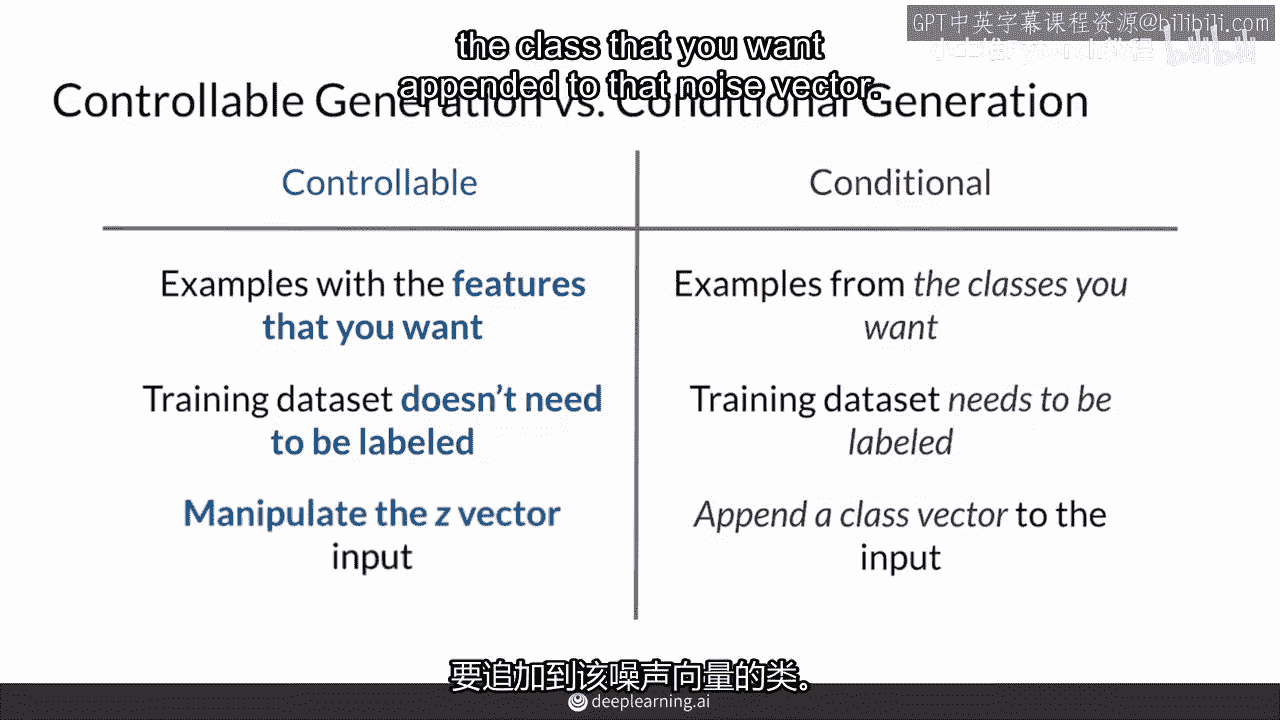 GPT中英字幕课程资源@bilibili.com
the class that you want
appended to that noise vector.
Controllable Generation vs. Conditional Generation
Controllable
Conditional
Examples with the features
that you want
Examples from the classes you
want
Training dataset doesn't need
to be labeled
Training dataset needs to be
labeled
Manipulate the z vector
input
Append a class vector to the
input
要追加到该噪声向量的类。
deeplearning.ai